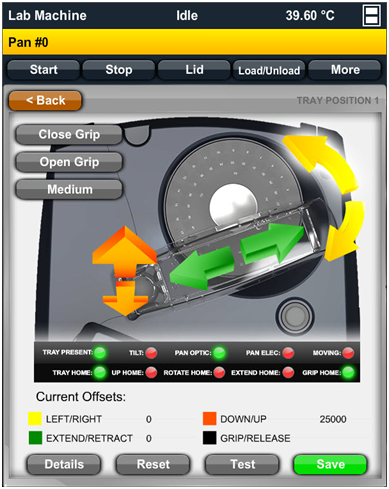 Lab Machine Idle 39.60 °C
Pan #0
Start Stop Lid Load/Unload More
< Back TRAY POSITION 1
Close Grip
Open Grip
Medium
TRAY PRESENT: TILT: PAN OPTIC: PAN ELEC: MOVING:
TRAY HOME: UP HOME: ROTATE HOME: EXTEND HOME: GRIP HOME:
Current Offsets:
LEFT/RIGHT 0 DOWN/UP 25000
EXTEND/RETRACT 0 GRIP/RELEASE
Details Reset Test Save